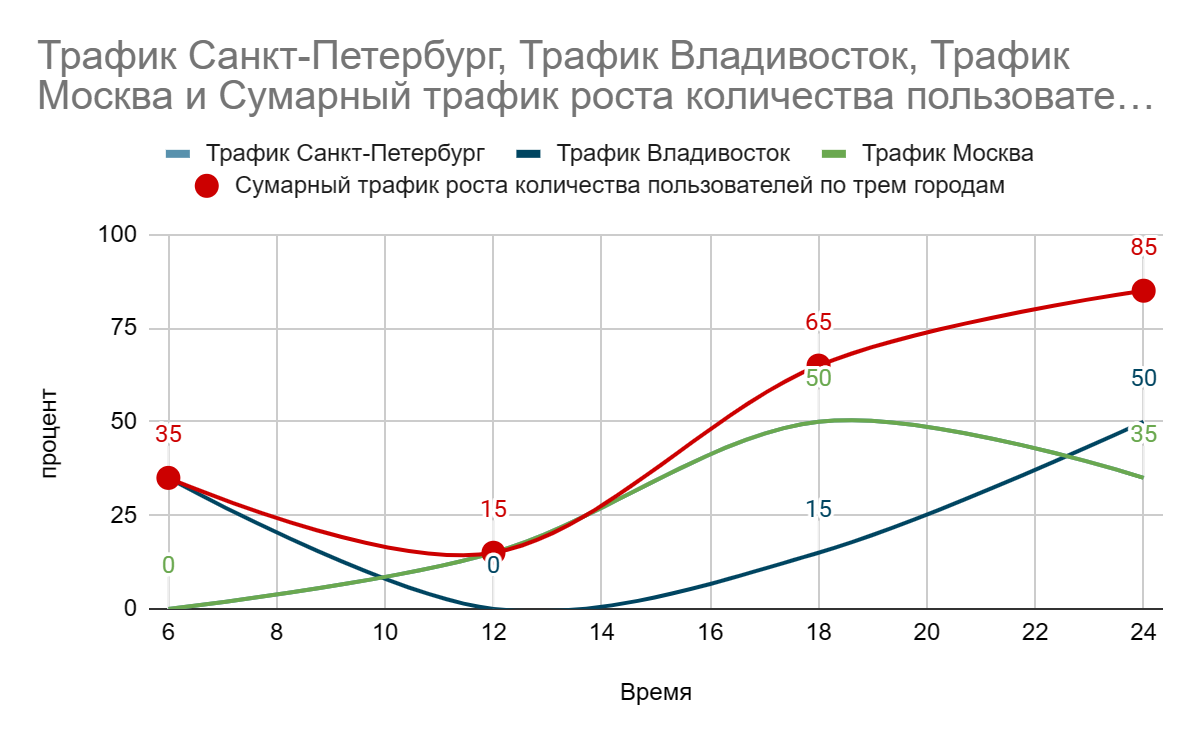 Трафик Санкт-Петербург, Трафик Владивосток, Трафик
Москва и Сумарный трафик роста количества пользовате…
Трафик Санкт-Петербург Трафик Владивосток Трафик Москва
Сумарный трафик роста количества пользователей по трем городам
100
75
50
25
0
процент
35
0
15
0
65
50
15
85
50
35
6 8 10 12 14 16 18 20 22 24
Время